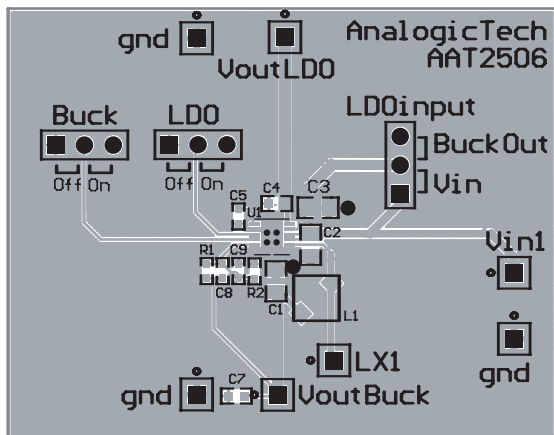 gnd
VoutLDO
AnalogicTech
AAT2506
Buck
LDO
LDOinput
BuckOut
Vin
Off On
Off On
C5
C4
C3
U1
C2
Vin1
R1
C9
C8
R2
C1
L1
LX1
gnd
gnd
C7
VoutBuck